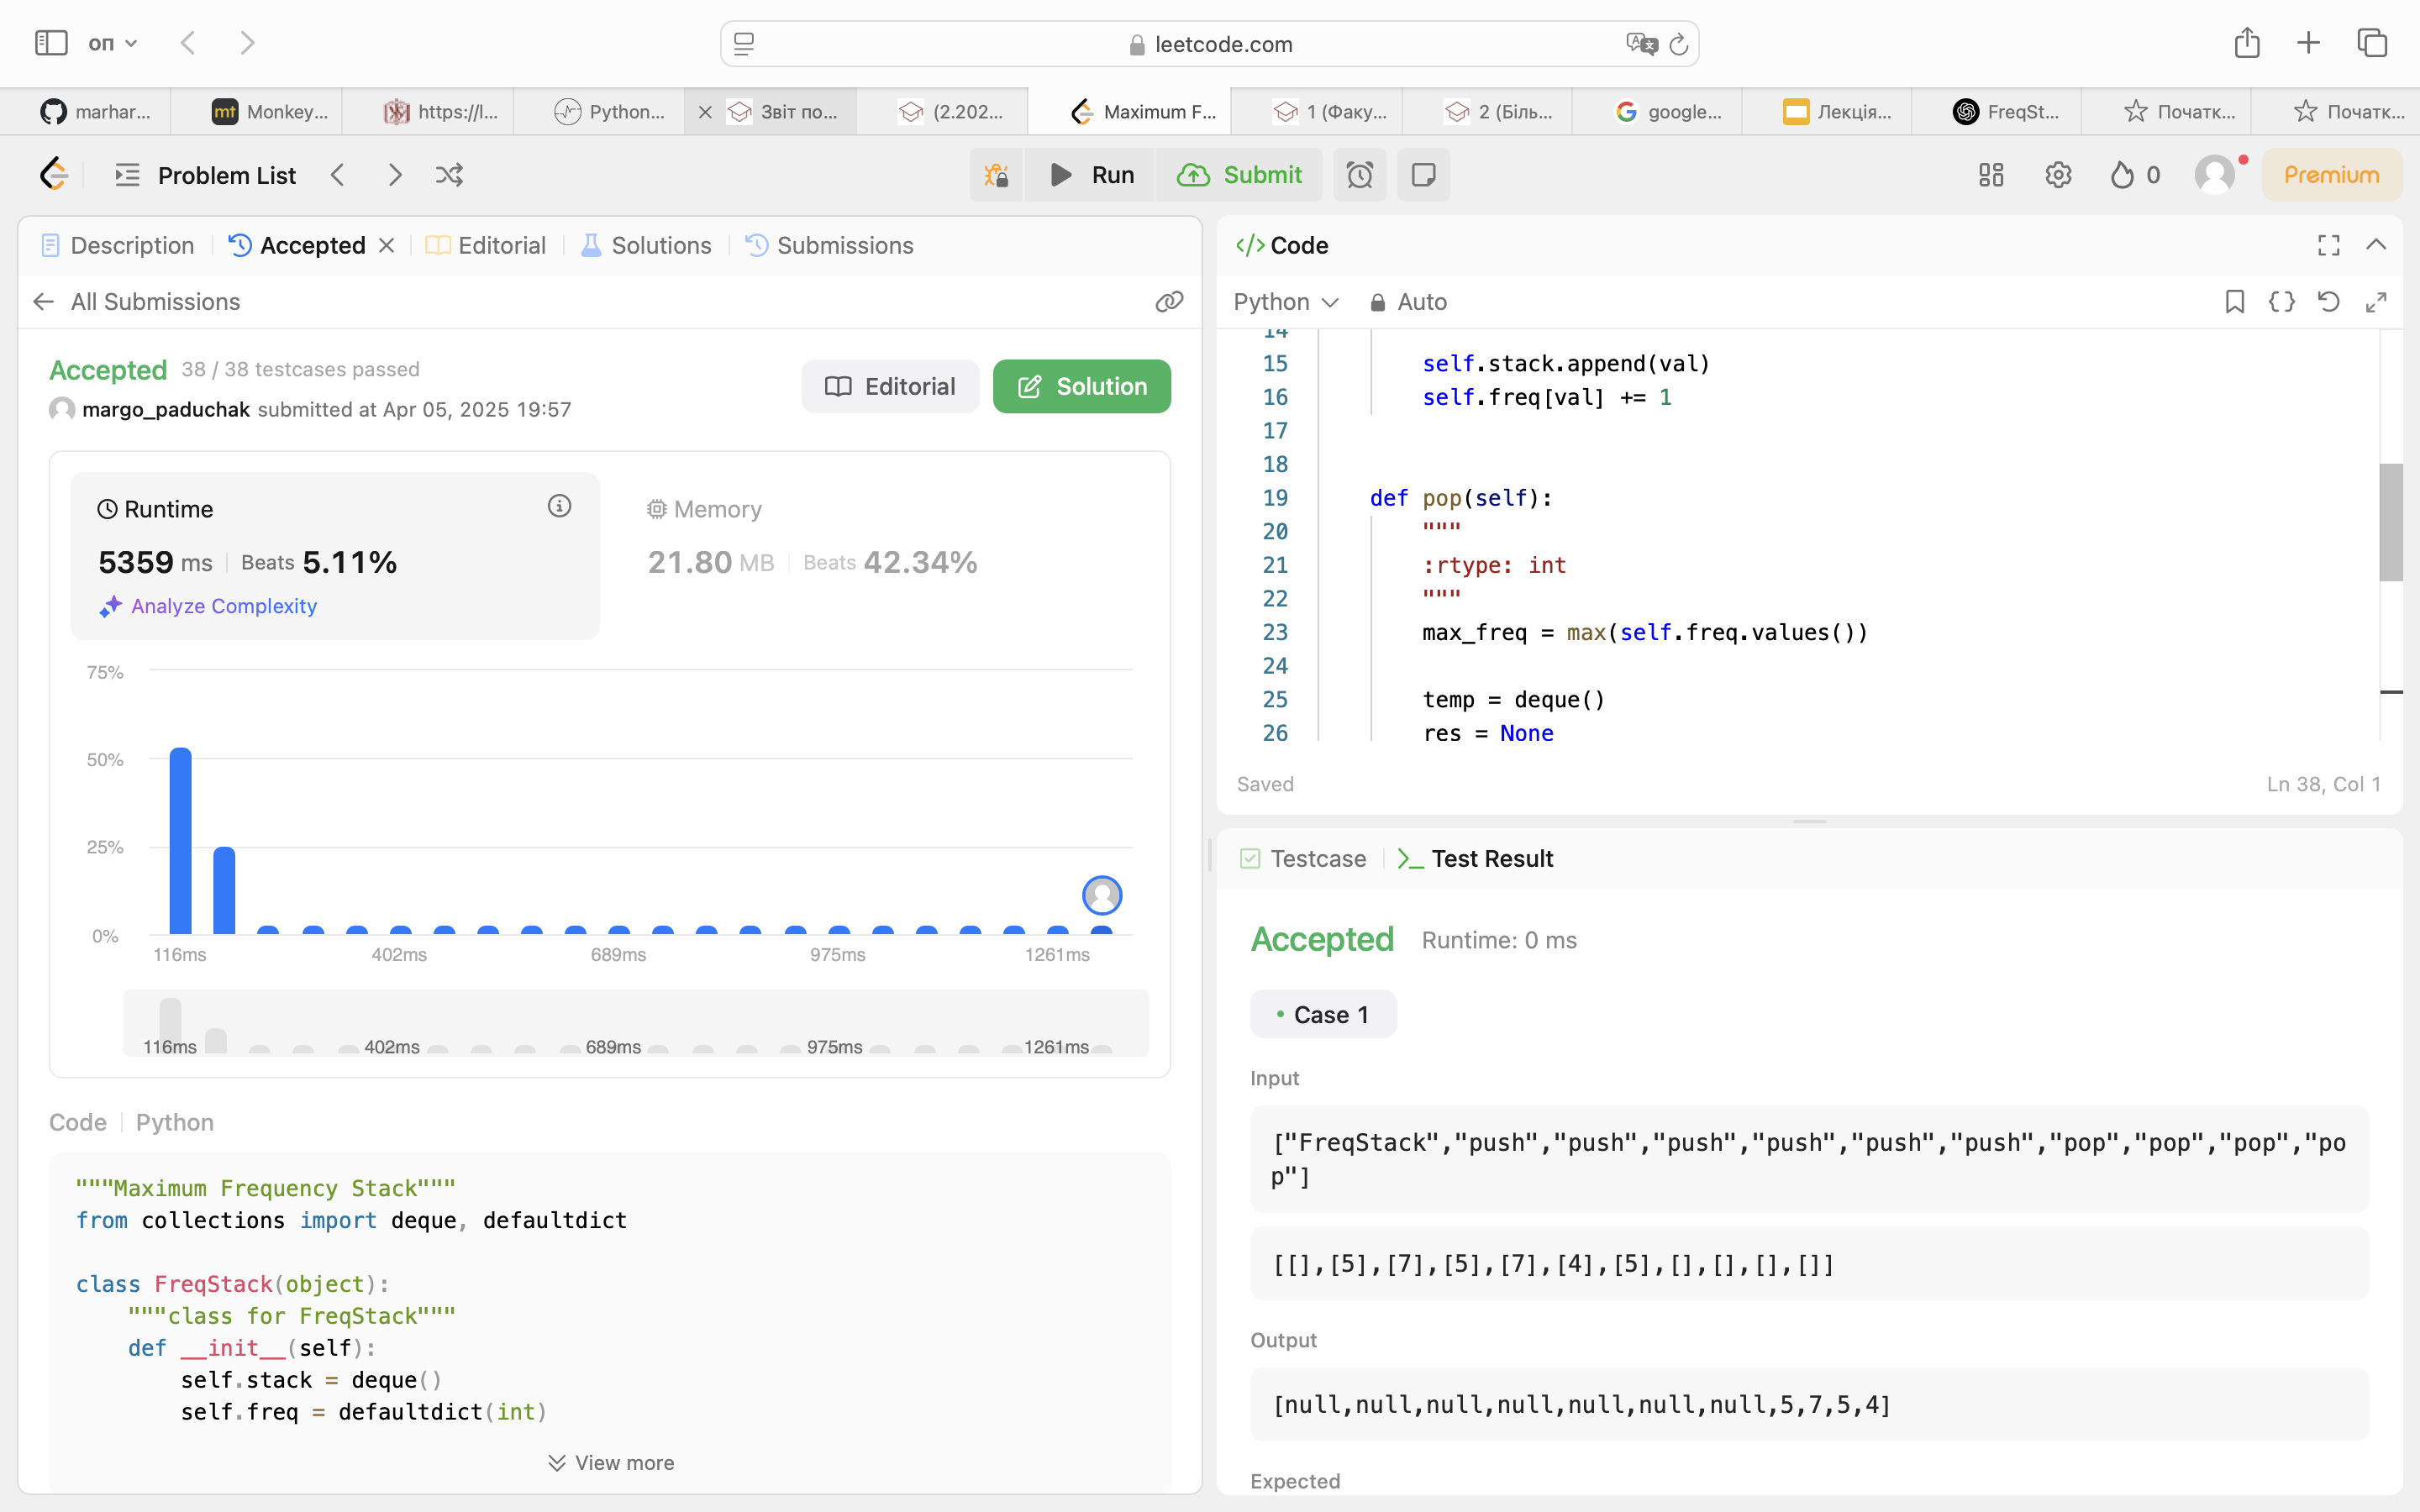 оп
leetcode.com
marhar...
Monkey...
https://l...
Python...
Звіт по...
(2.202...
Maximum F...
1 (Факу...
2 (Біль...
google...
Лекція...
FreqSt...
Початк...
Початк...
Problem List
Run
Submit
0
Premium
Description
Accepted
Editorial
Solutions
Submissions
All Submissions
Accepted 38 / 38 testcases passed
margo_paduchak submitted at Apr 05, 2025 19:57
Editorial
Solution
Runtime
5359 ms Beats 5.11%
Analyze Complexity
Memory
21.80 MB Beats 42.34%
75%
50%
25%
0%
116ms 402ms 689ms 975ms 1261ms
116ms 402ms 689ms 975ms 1261ms
Code Python
"""Maximum Frequency Stack"""
from collections import deque, defaultdict
class FreqStack(object):
"""class for FreqStack"""
def __init__(self):
self.stack = deque()
self.freq = defaultdict(int)
View more
</> Code
Python Auto
14
15 self.stack.append(val)
16 self.freq[val] += 1
17
18
19 def pop(self):
20 """
21 :rtype: int
22 """
23 max_freq = max(self.freq.values())
24
25 temp = deque()
26 res = None
Saved
Ln 38, Col 1
Testcase
>_ Test Result
Accepted Runtime: 0 ms
• Case 1
Input
["FreqStack","push","push","push","push","push","push","pop","pop","pop","po
p"]
[[],[5],[7],[5],[7],[4],[5],[],[],[],[]]
Output
[null,null,null,null,null,null,null,5,7,5,4]
Expected